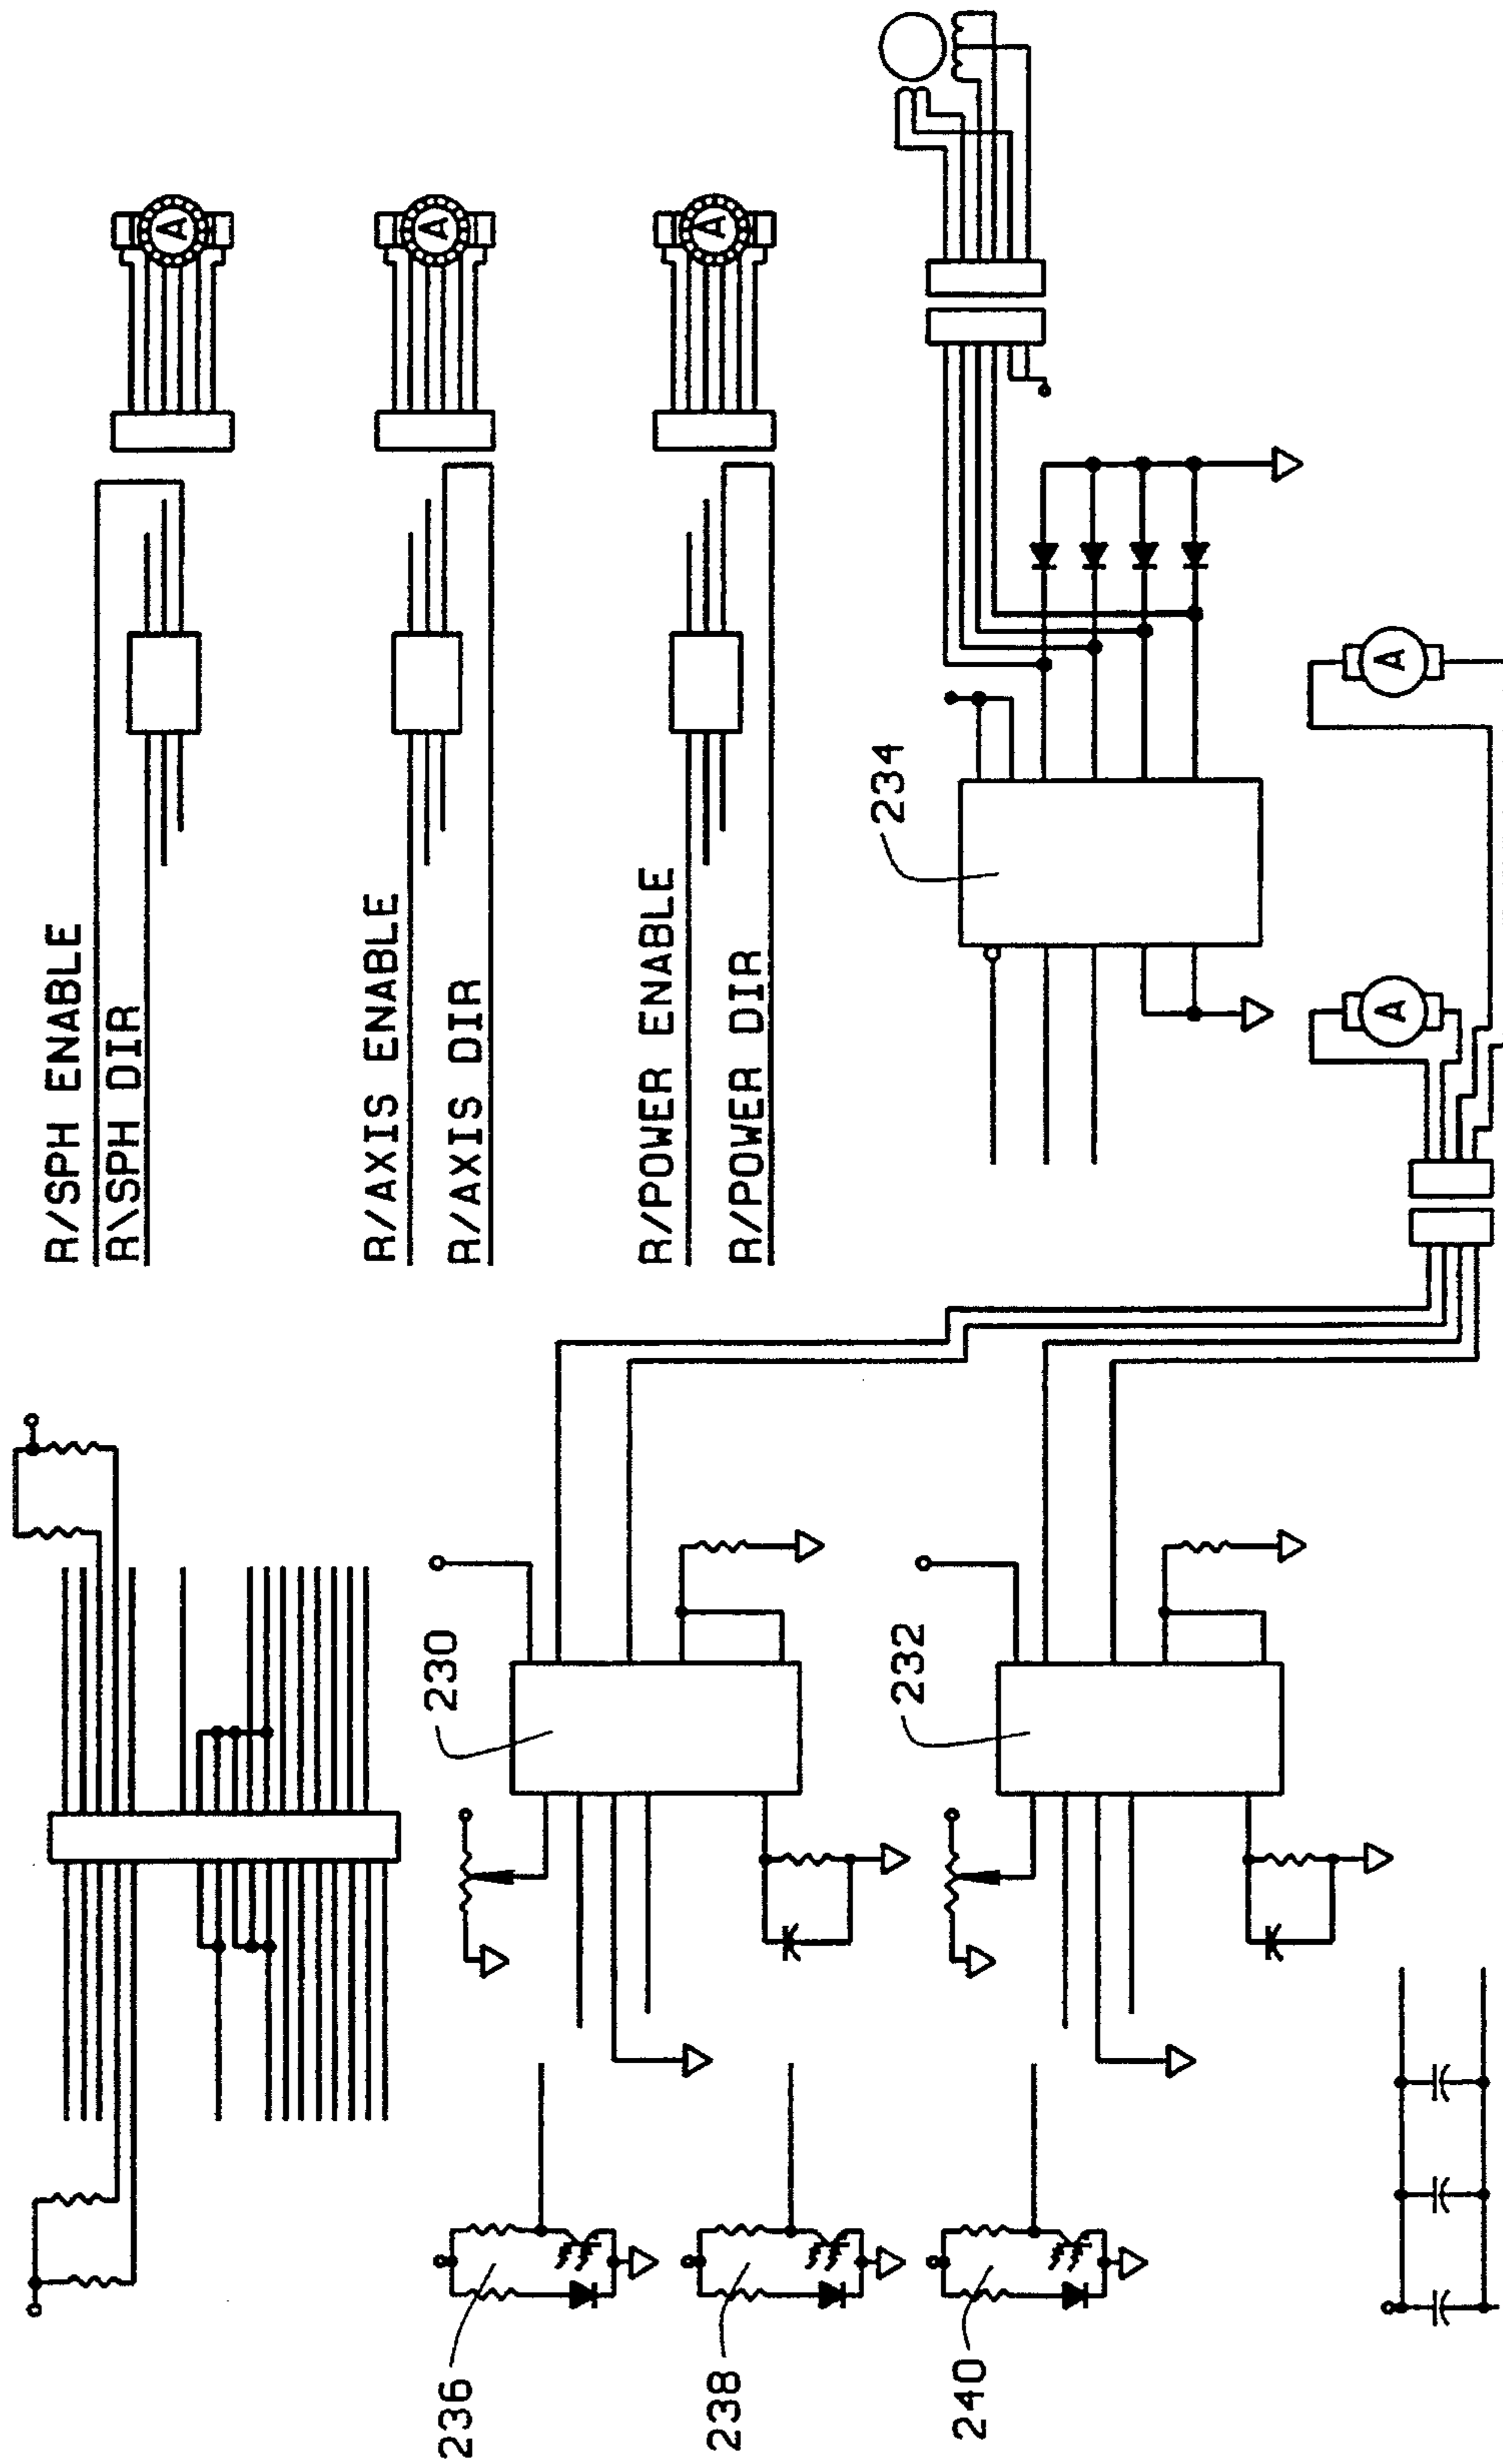 R/SPH ENABLE
R\SPH DIR
A
R/AXIS ENABLE
R/AXIS DIR
A
R/POWER ENABLE
R/POWER DIR
A
230
234
232
A
A
236
238
240